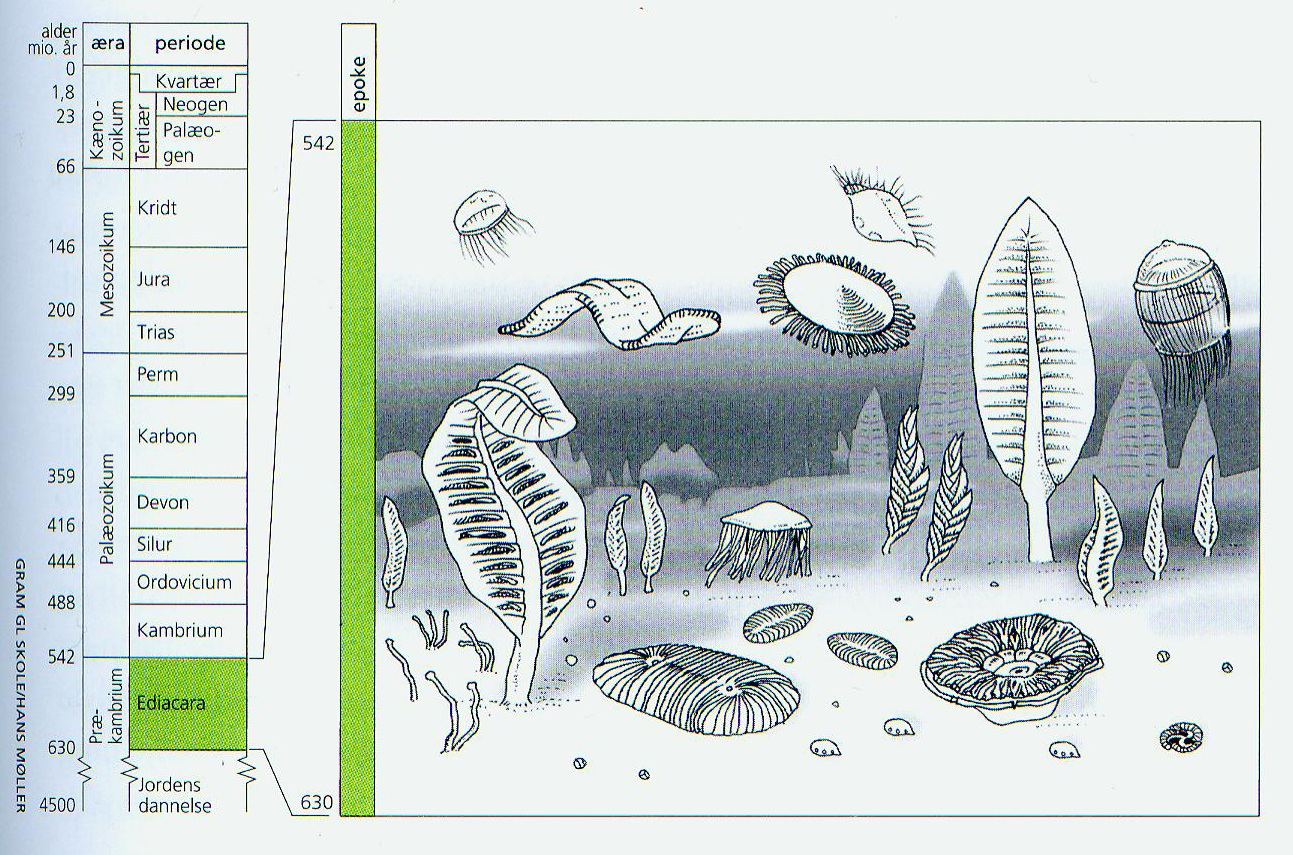 alder
mio. år
æra
periode
epoke
0
1,8
23
66
146
200
251
299
359
416
444
488
542
630
4500
Kæno-
zoikum
Mesozoikum
Palæozoikum
Præ-
kambrium
Tertiær
Kvartær
Neogen
Palæo-
gen
Kridt
Jura
Trias
Perm
Karbon
Devon
Silur
Ordovicium
Kambrium
Ediacara
Jordens
dannelse
542
630
GRAM GL SKOLE/HANS MØLLER